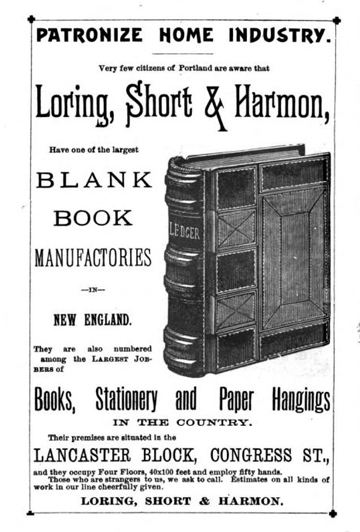 PATRONIZE HOME INDUSTRY.
Very few citizens of Portland are aware that
Loring, Short & Harmon,
Have one of the largest
BLANK
BOOK
MANUFACTORIES
—IN—
NEW ENGLAND.
LEDGER
They are also numbered
among the LARGEST JOB-
BERS of
Books, Stationery and Paper Hangings
IN THE COUNTRY.
Their premises are situated in the
LANCASTER BLOCK, CONGRESS ST.,
and they occupy Four Floors, 40x100 feet and employ fifty hands.
Those who are strangers to us, we ask to call. Estimates on all kinds of
work in our line cheerfully given.
LORING, SHORT & HARMON.